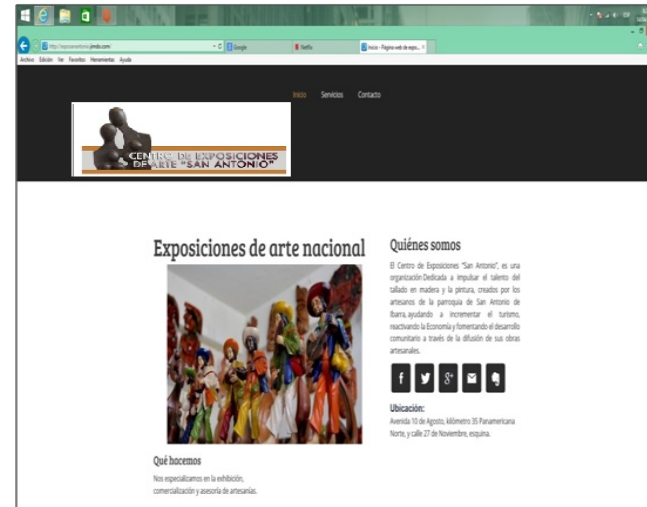 Google
Netflix
Inicio - Página web de expo...
Archivo Edición Ver Favoritos Herramientas Ayuda
Inicio Servicios Contacto
CENTRO DE EXPOSICIONES
DE ARTE "SAN ANTONIO"
Exposiciones de arte nacional
Qué hacemos
Nos especializamos en la exhibición,
comercialización y asesoría de artesanías.
Quiénes somos
El Centro de Exposiciones "San Antonio", es una
organización Dedicada a impulsar el talento del
tallado en madera y la pintura, creados por los
artesanos de la parroquia de San Antonio de
Ibarra, ayudando a incrementar el turismo,
reactivando la Economía y fomentando el desarrollo
comunitario a través de la difusión de sus obras
artesanales.
Ubicación:
Avenida 10 de Agosto, kilómetro 35 Panamericana
Norte, y calle 27 de Noviembre, esquina.